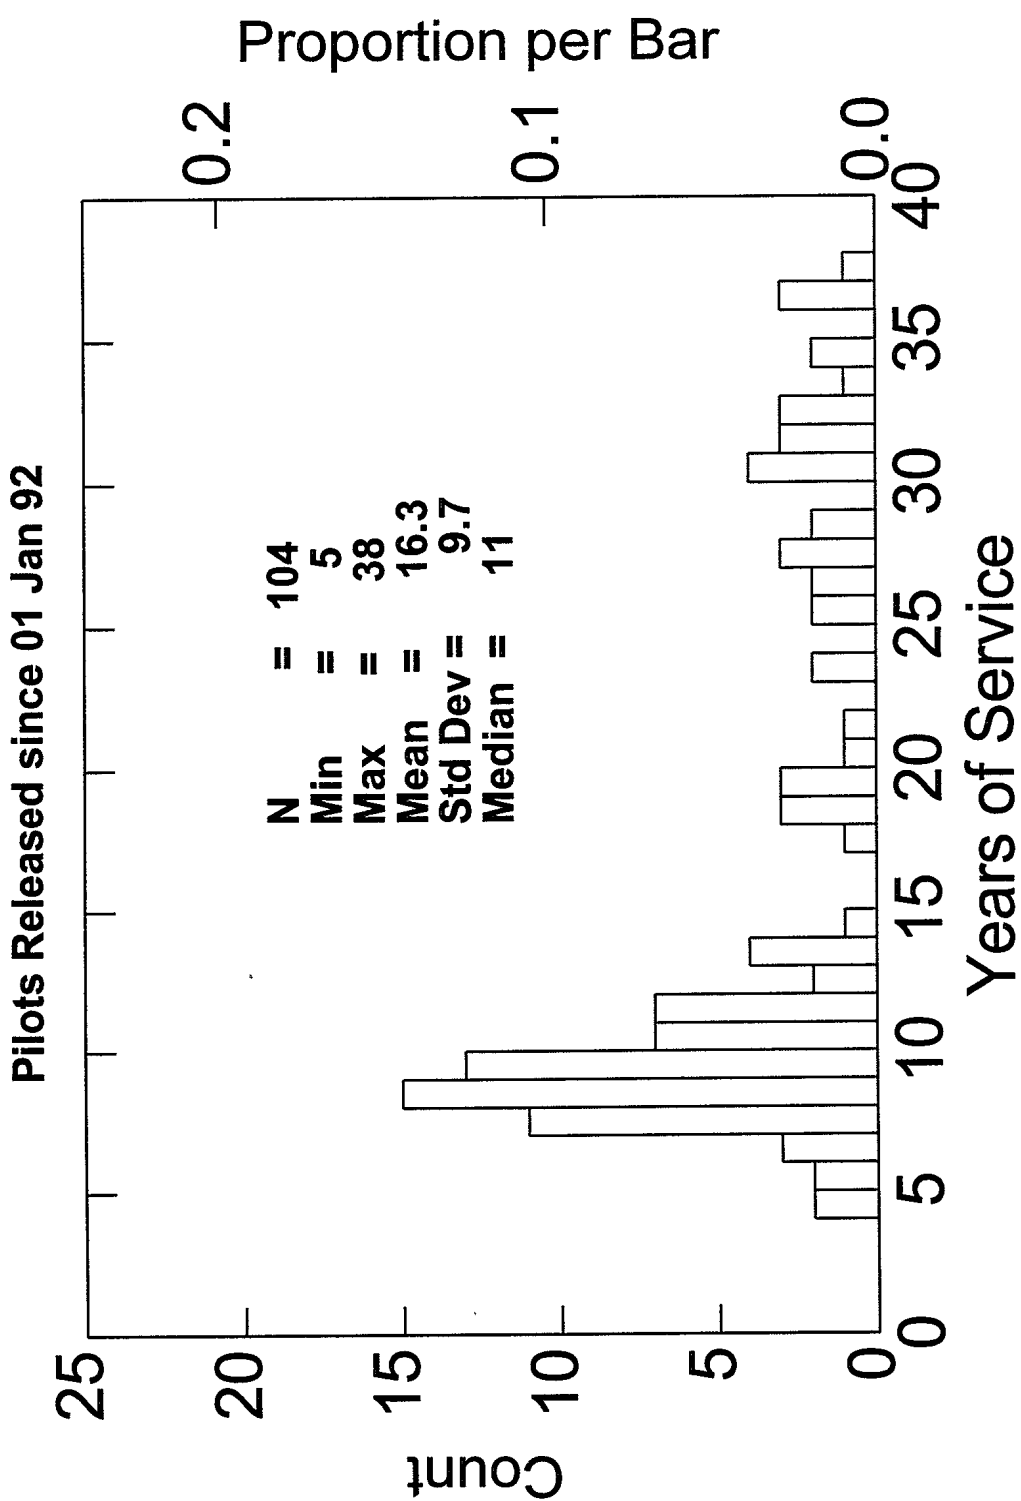 Pilots Released since 01 Jan 92
N = 104
Min = 5
Max = 38
Mean = 16.3
Std Dev = 9.7
Median = 11
Count
25
20
15
10
5
0
Proportion per Bar
0.2
0.1
0.0
0 5 10 15 20 25 30 35 40
Years of Service